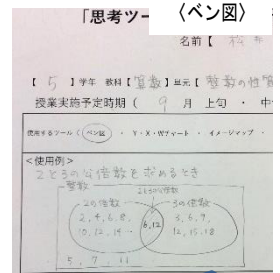 〈ベン図〉
「思考ツー
名前【
【 5 】学年 教科【算数】単元【整数の性質
授業実施予定時期（ 9 月 上旬 ・ 中
使用するツール（ベン図） ・ Y・X・Wチャート ・ イメージマップ ・
＜使用例＞
2と3の公倍数を求めるとき
整数
2と3の公倍数
2の倍数 3の倍数
2, 4, 6, 8, 6,12 3, 6, 9,
10, 12, 14… 12, 15, 18
5, 7, 11